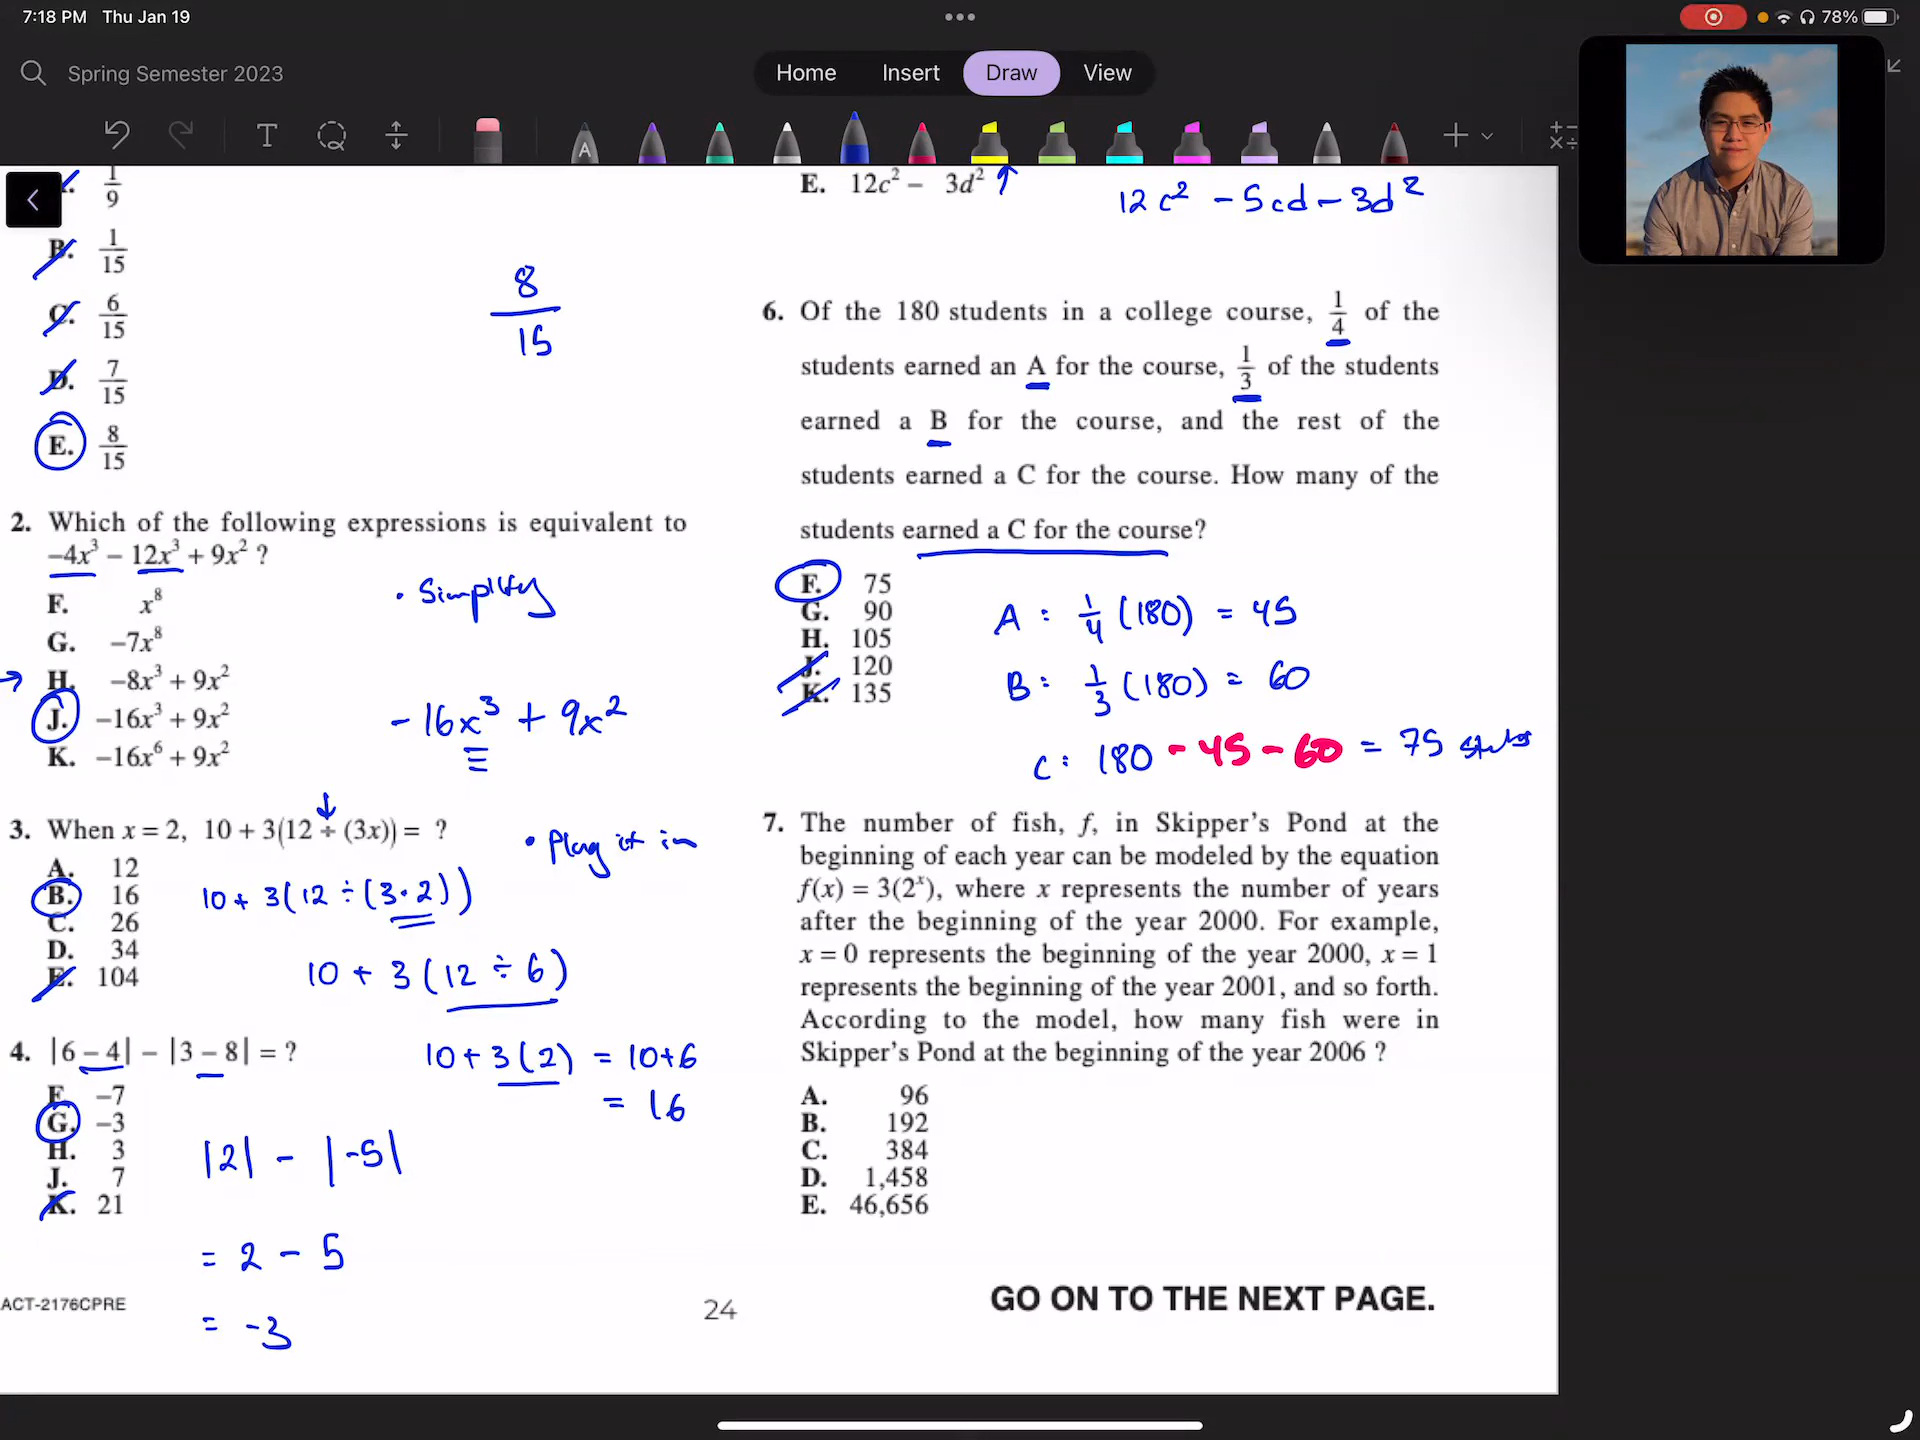 7:18 PM Thu Jan 19
78%
Spring Semester 2023
Home Insert Draw View
A
1/9
B. 1/15
C. 6/15
D. 7/15
E. 8/15
8/15
2. Which of the following expressions is equivalent to
−4x³ − 12x³ + 9x² ?
F. x⁸
G. −7x⁸
H. −8x³ + 9x²
J. −16x³ + 9x²
K. −16x⁶ + 9x²
• Simplify
- 16x³ + 9x²
3. When x = 2, 10 + 3(12 ÷ (3x)) = ?
A. 12
B. 16
C. 26
D. 34
E. 104
• Plug it in
10 + 3(12 ÷ (3·2))
10 + 3(12 ÷ 6)
10 + 3(2) = 10+6
= 16
4. |6 − 4| − |3 − 8| = ?
F. −7
G. −3
H. 3
J. 7
K. 21
|2| - |-5|
= 2 - 5
= -3
E. 12c² − 3d²
12c² - 5cd - 3d²
6. Of the 180 students in a college course, 1/4 of the
students earned an A for the course, 1/3 of the students
earned a B for the course, and the rest of the
students earned a C for the course. How many of the
students earned a C for the course?
F. 75
G. 90
H. 105
J. 120
K. 135
A: 1/4 (180) = 45
B: 1/3 (180) = 60
C: 180 - 45 - 60 = 75
7. The number of fish, f, in Skipper's Pond at the
beginning of each year can be modeled by the equation
f(x) = 3(2ˣ), where x represents the number of years
after the beginning of the year 2000. For example,
x = 0 represents the beginning of the year 2000, x = 1
represents the beginning of the year 2001, and so forth.
According to the model, how many fish were in
Skipper's Pond at the beginning of the year 2006 ?
A. 96
B. 192
C. 384
D. 1,458
E. 46,656
ACT-2176CPRE
24
GO ON TO THE NEXT PAGE.